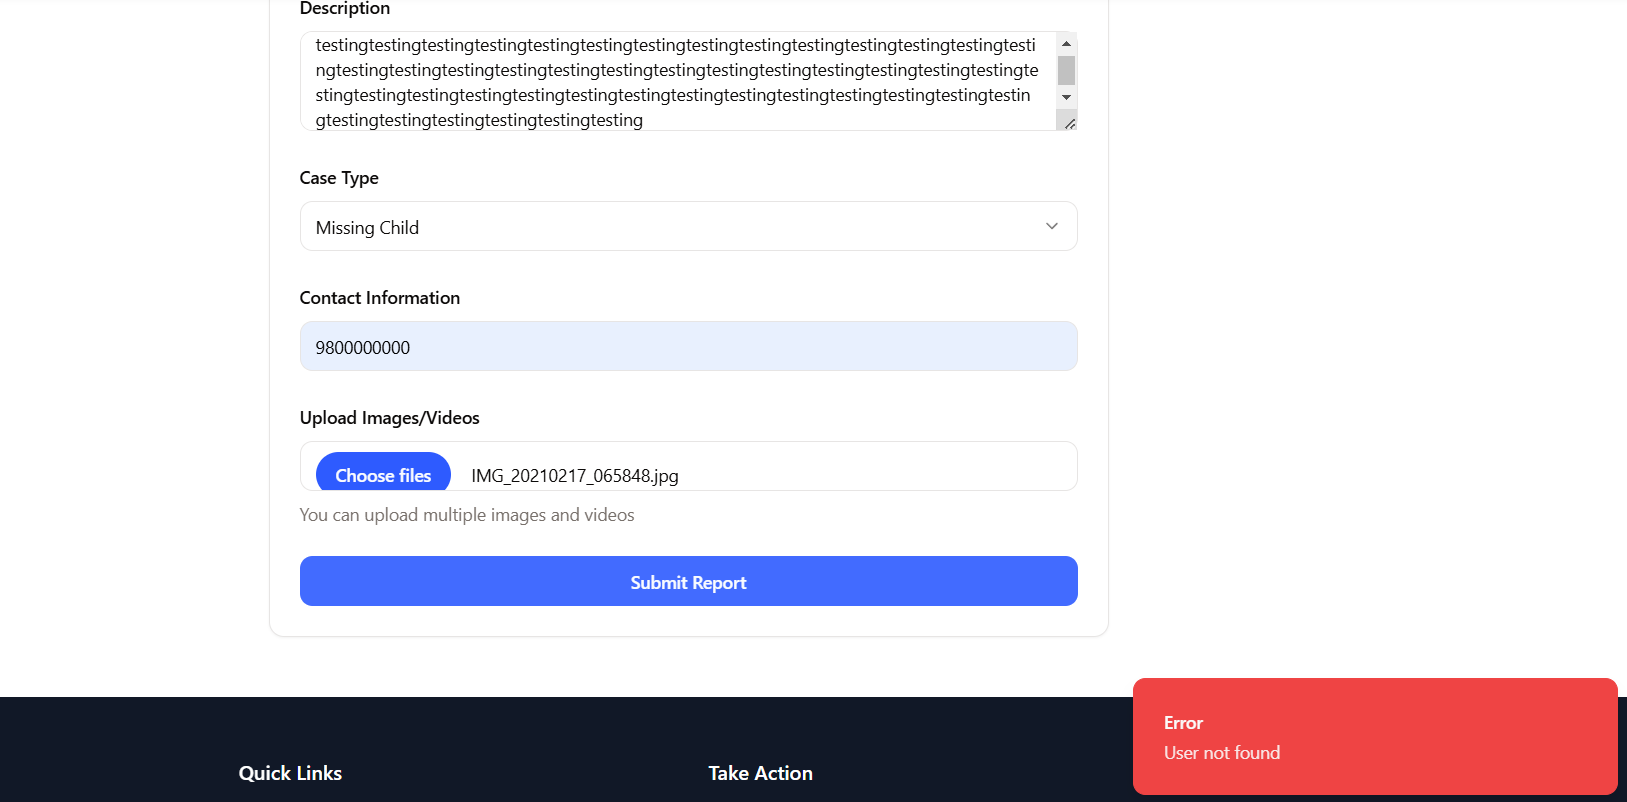 Description
testingtestingtestingtestingtestingtestingtestingtestingtestingtestingtestingtestingtestingtesti
ngtestingtestingtestingtestingtestingtestingtestingtestingtestingtestingtestingtestingtestingte
stingtestingtestingtestingtestingtestingtestingtestingtestingtestingtestingtestingtestingtestin
gtestingtestingtestingtestingtestingtesting
Case Type
Missing Child
Contact Information
9800000000
Upload Images/Videos
Choose files IMG_20210217_065848.jpg
You can upload multiple images and videos
Submit Report
Error
User not found
Quick Links
Take Action